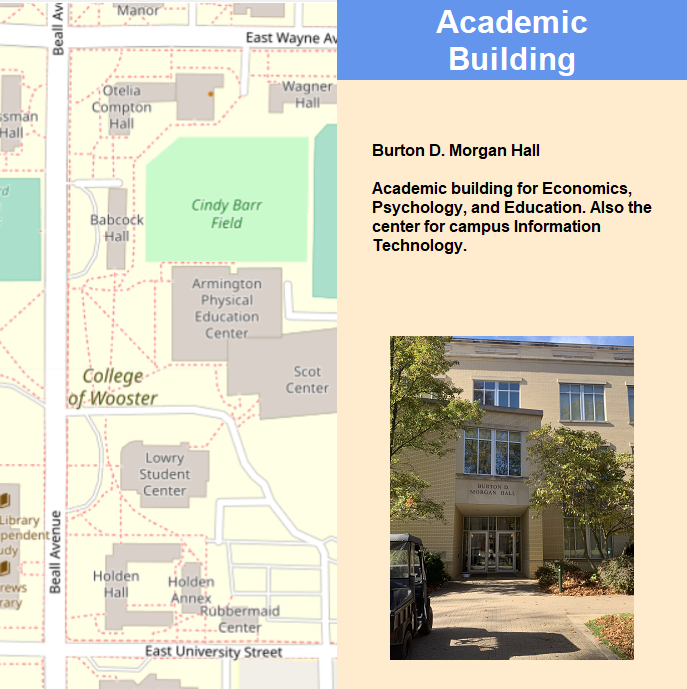 Manor
Beall Av
East Wayne Av
Otelia
Compton
Hall
Wagner
Hall
ssman
Hall
Cindy Barr
Field
Babcock
Hall
Armington
Physical
Education
Center
Scot
Center
College
of Wooster
Lowry
Student
Center
Library
pendent
udy
rews
rary
Beall Avenue
Holden
Hall
Holden
Annex
Rubbermaid
Center
East University Street
Academic
Building
Burton D. Morgan Hall
Academic building for Economics,
Psychology, and Education. Also the
center for campus Information
Technology.
BURTON D.
MORGAN HALL